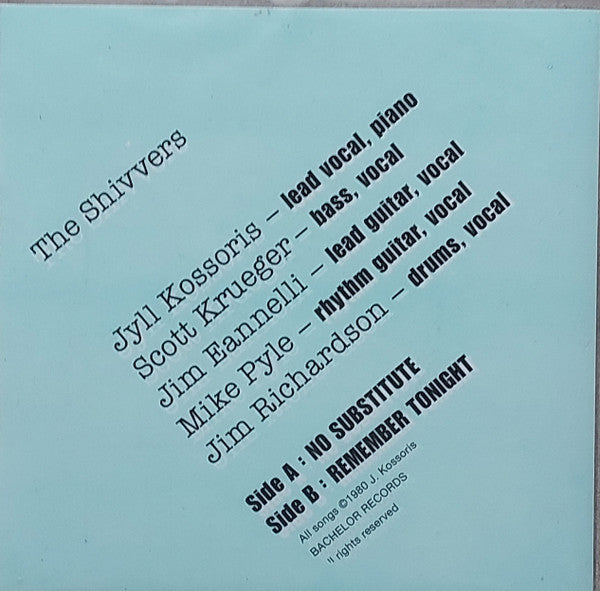 The Shivvers
Jyll Kossoris – lead vocal, piano
Scott Krueger – bass, vocal
Jim Eannelli – lead guitar, vocal
Mike Pyle – rhythm guitar, vocal
Jim Richardson – drums, vocal
Side A : NO SUBSTITUTE
Side B : REMEMBER TONIGHT
All songs ©1980 J. Kossoris
BACHELOR RECORDS
rights reserved